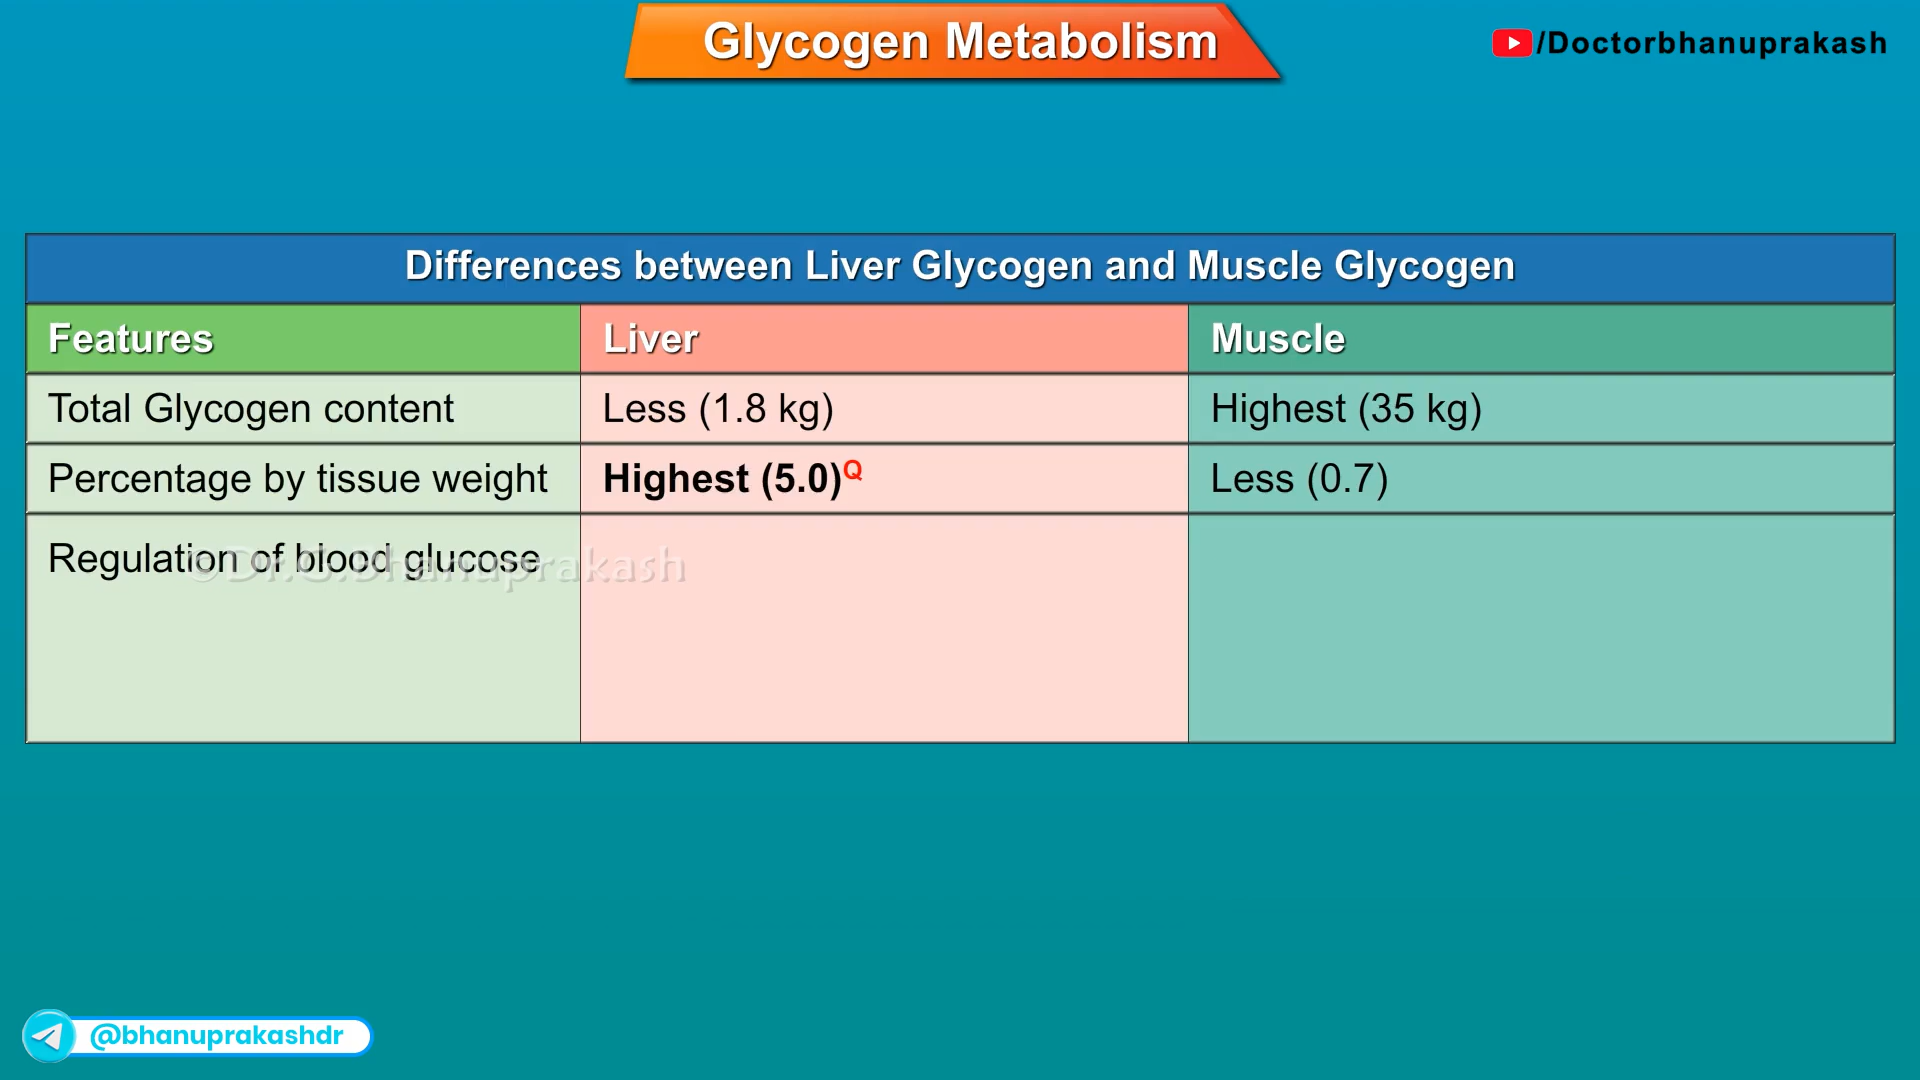 Glycogen Metabolism
/Doctorbhanuprakash
Differences between Liver Glycogen and Muscle Glycogen
Features Liver Muscle
Total Glycogen content Less (1.8 kg) Highest (35 kg)
Percentage by tissue weight Highest (5.0)Q Less (0.7)
Regulation of blood glucose
©Dr.G.Bhanuprakash
@bhanuprakashdr